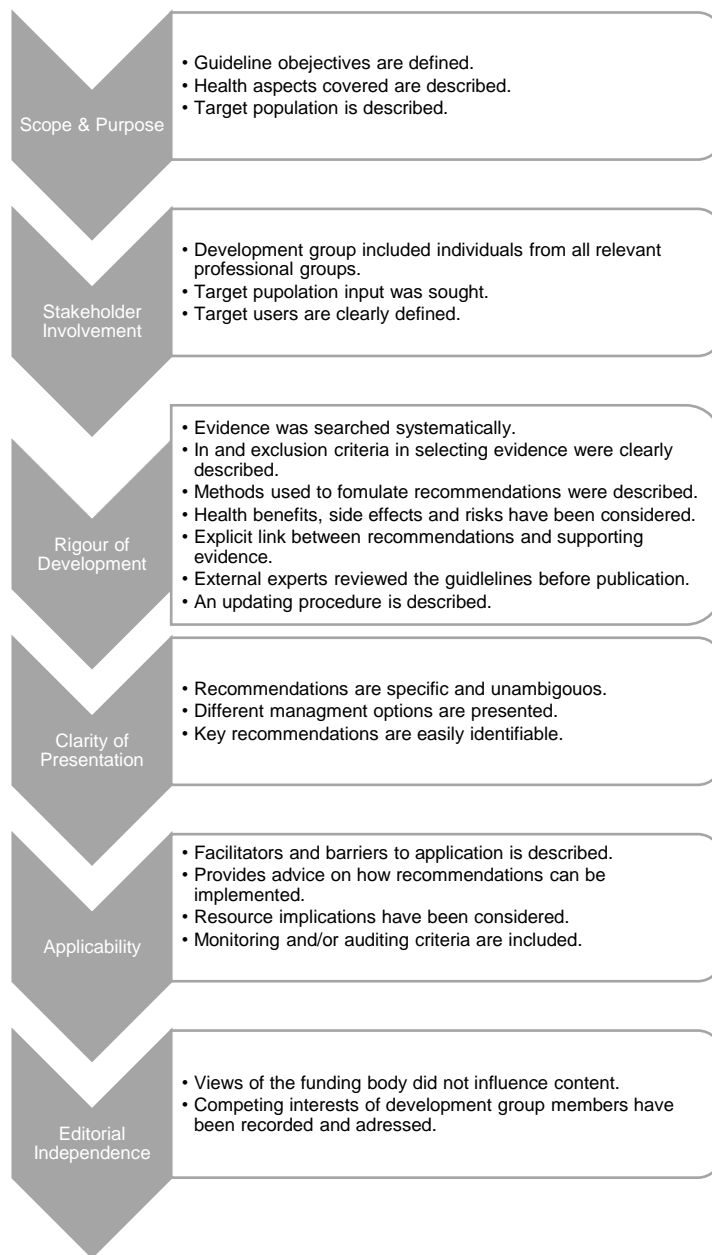 Scope & Purpose
• Guideline obejectives are defined.
• Health aspects covered are described.
• Target population is described.
Stakeholder
Involvement
• Development group included individuals from all relevant
professional groups.
• Target pupolation input was sought.
• Target users are clearly defined.
Rigour of
Development
• Evidence was searched systematically.
• In and exclusion criteria in selecting evidence were clearly
described.
• Methods used to fomulate recommendations were described.
• Health benefits, side effects and risks have been considered.
• Explicit link between recommendations and supporting
evidence.
• External experts reviewed the guidlelines before publication.
• An updating procedure is described.
Clarity of
Presentation
• Recommendations are specific and unambigouos.
• Different managment options are presented.
• Key recommendations are easily identifiable.
Applicability
• Facilitators and barriers to application is described.
• Provides advice on how recommendations can be
implemented.
• Resource implications have been considered.
• Monitoring and/or auditing criteria are included.
Editorial
Independence
• Views of the funding body did not influence content.
• Competing interests of development group members have
been recorded and adressed.